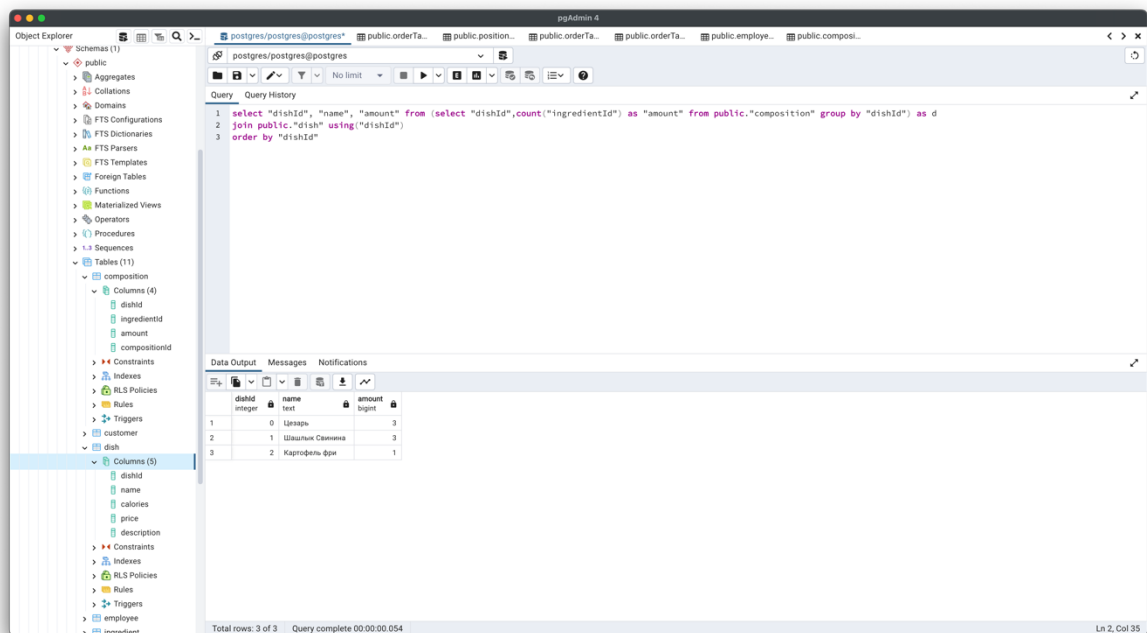 pgAdmin 4
Object Explorer
postgres/postgres@postgres*
public.orderTa...
public.position...
public.orderTa...
public.orderTa...
public.employe...
public.composi...
Schemas (1)
public
Aggregates
Collations
Domains
FTS Configurations
FTS Dictionaries
Aa FTS Parsers
FTS Templates
Foreign Tables
Functions
Materialized Views
Operators
Procedures
1..3 Sequences
Tables (11)
composition
Columns (4)
dishId
ingredientId
amount
compositionId
Constraints
Indexes
RLS Policies
Rules
Triggers
customer
dish
Columns (5)
dishId
name
calories
price
description
Constraints
Indexes
RLS Policies
Rules
Triggers
employee
ingredient
postgres/postgres@postgres
No limit
Query Query History
1 select "dishId", "name", "amount" from (select "dishId",count("ingredientId") as "amount" from public."composition" group by "dishId") as d
2 join public."dish" using("dishId")
3 order by "dishId"
Data Output Messages Notifications
dishId name amount
integer text bigint
1 0 Цезарь 3
2 1 Шашлык Свинина 3
3 2 Картофель фри 1
Total rows: 3 of 3 Query complete 00:00:00.054 Ln 2, Col 35